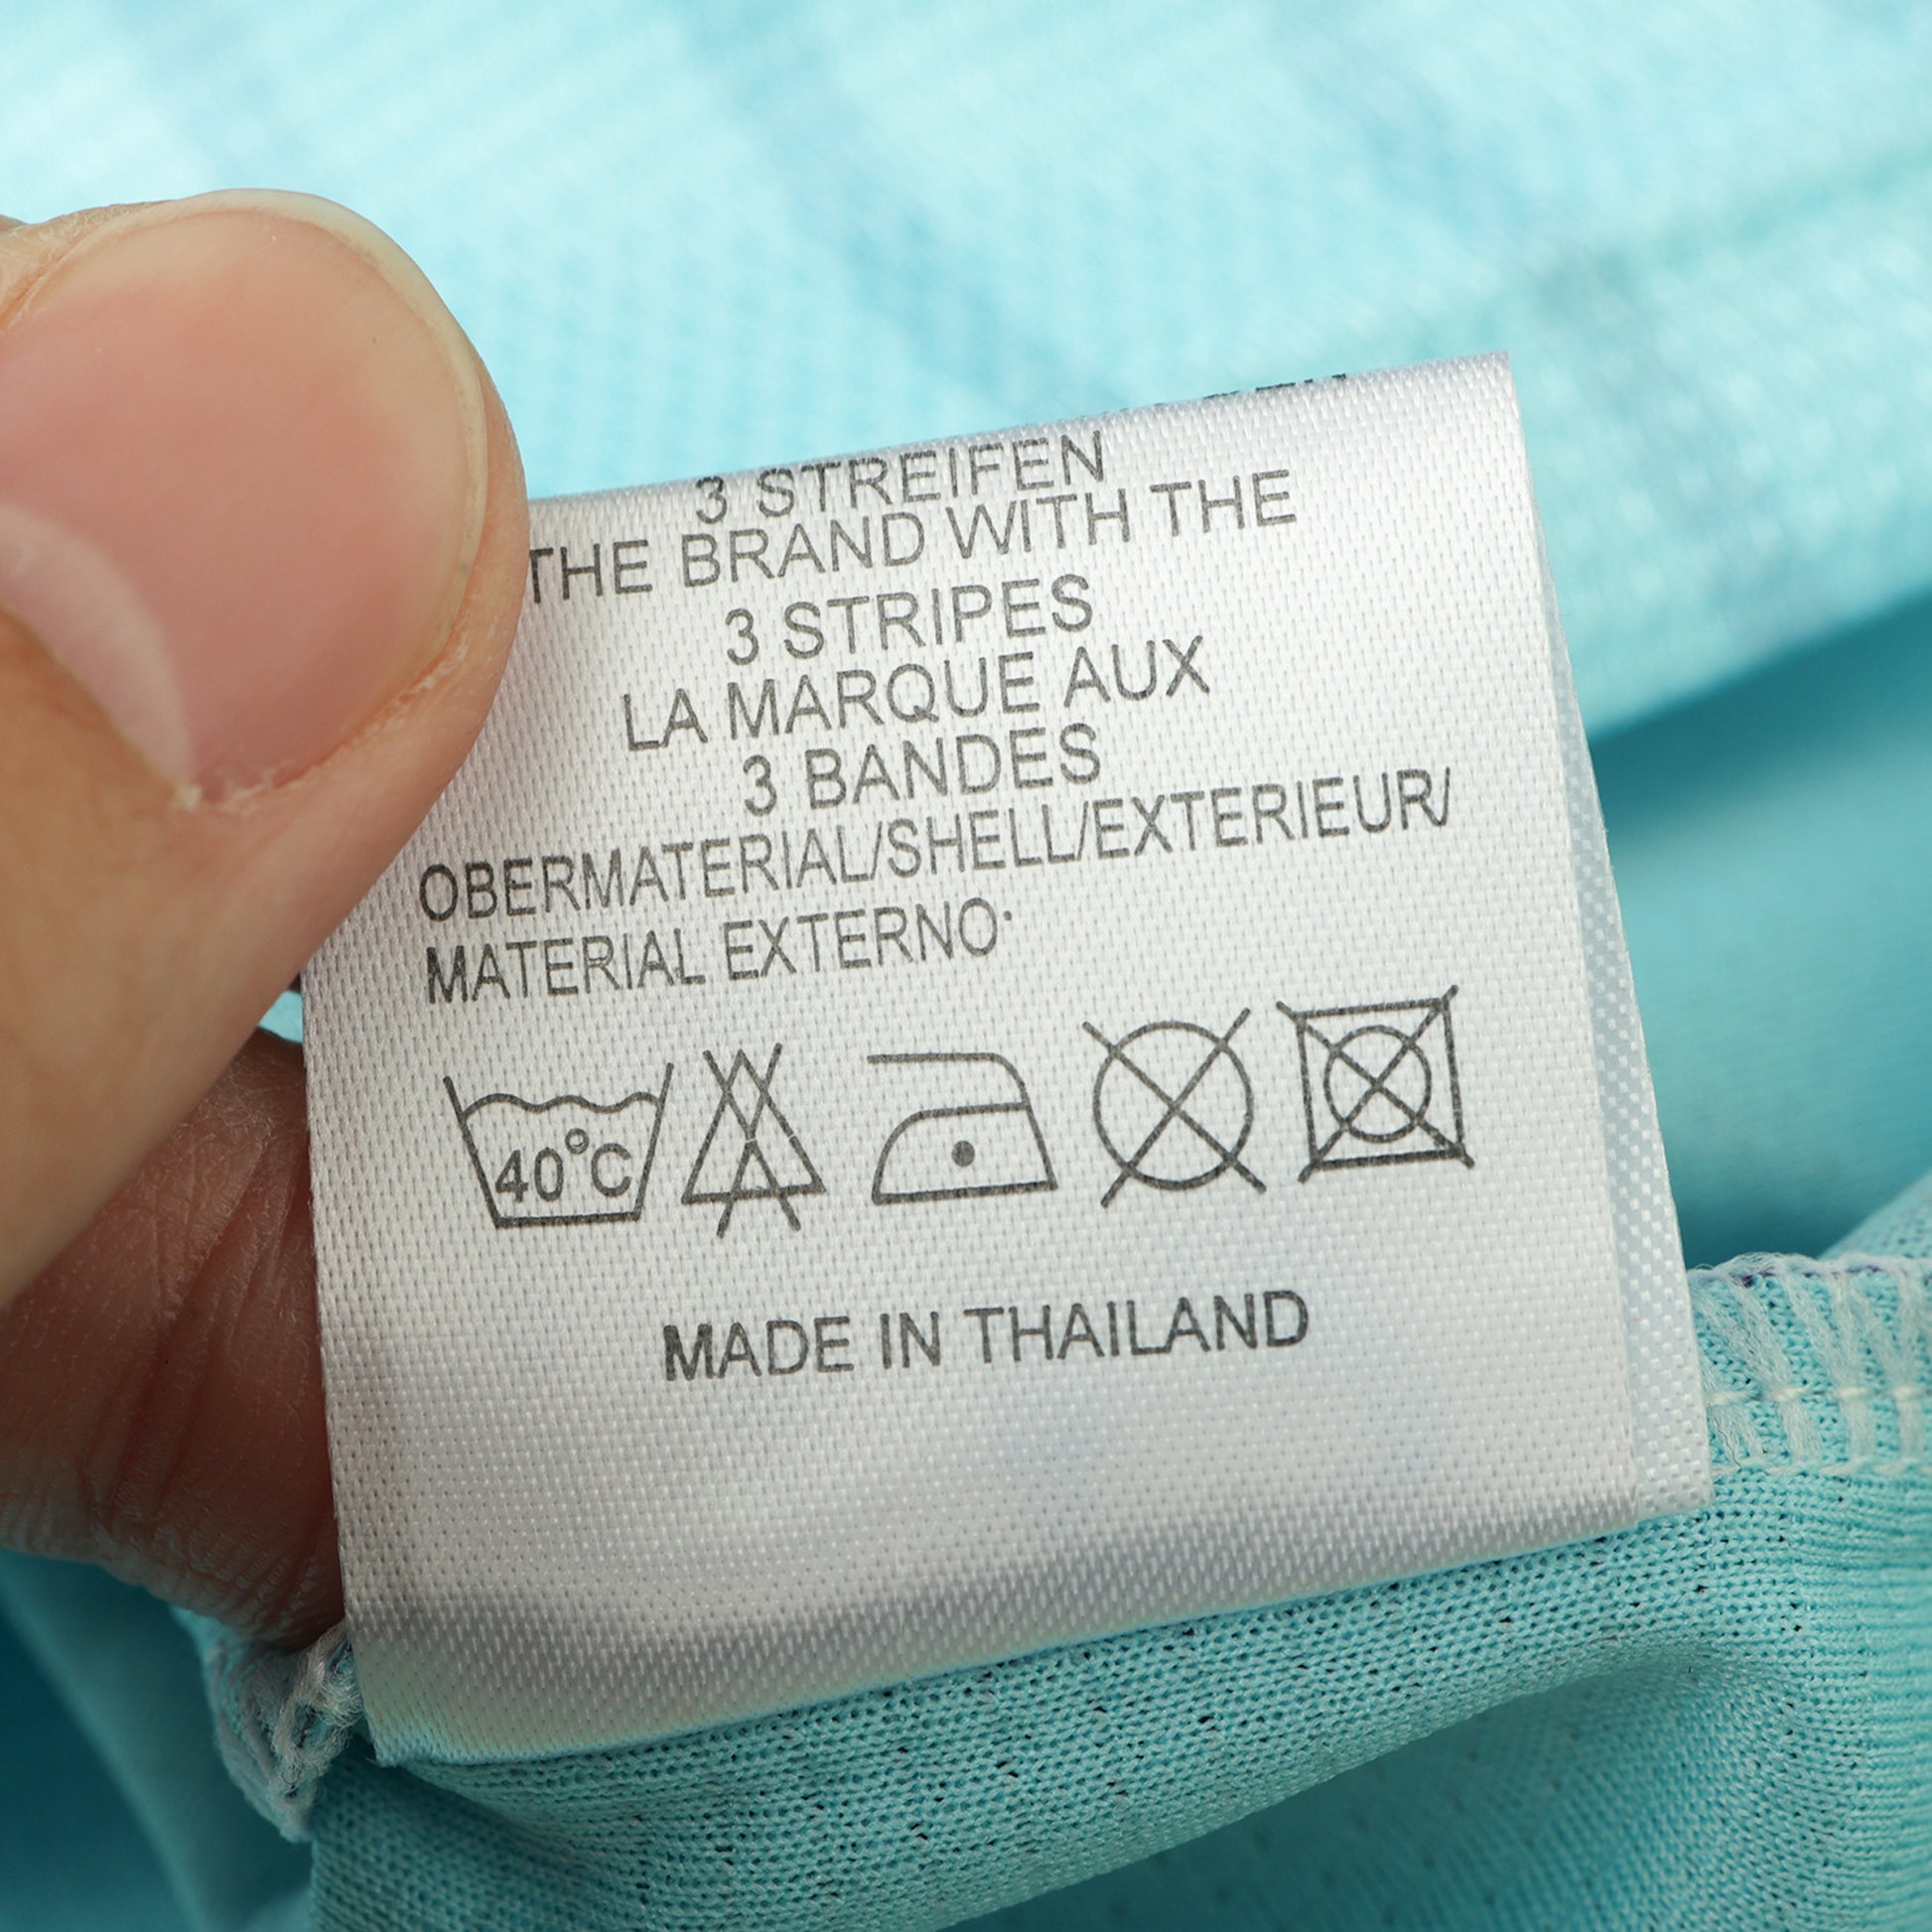 3 STREIFEN
THE BRAND WITH THE
3 STRIPES
LA MARQUE AUX
3 BANDES
OBERMATERIAL/SHELL/EXTERIEUR/
MATERIAL EXTERNO·
40°C
MADE IN THAILAND